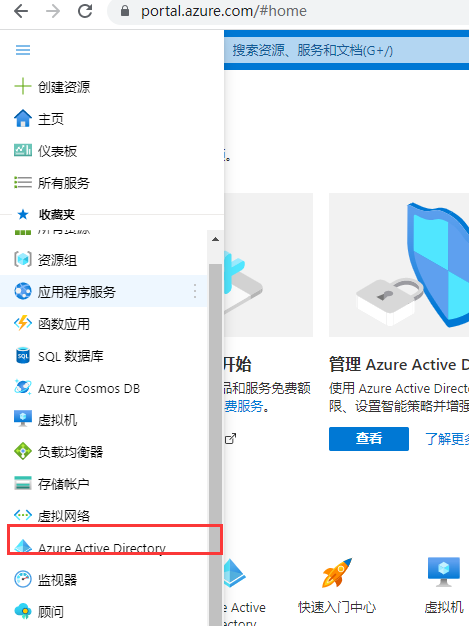 portal.azure.com/#home
搜索资源、服务和文档(G+/)
创建资源
主页
仪表板
所有服务
收藏夹
所有资源
资源组
应用程序服务
函数应用
SQL 数据库
Azure Cosmos DB
虚拟机
负载均衡器
存储帐户
虚拟网络
Azure Active Directory
监视器
顾问
开始
品和服务免费额
费服务。
管理 Azure Active D
使用 Azure Active Directo
限、设置智能策略并增强
查看
了解更多
e Active
rectory
快速入门中心
虚拟机